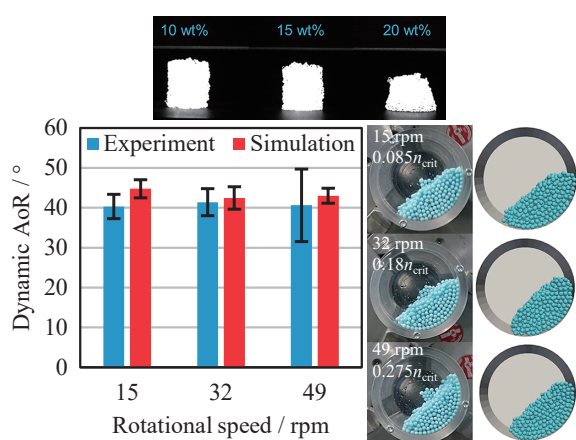 10 wt%
15 wt%
20 wt%
60
50
40
30
20
10
0
Dynamic AoR / °
Experiment
Simulation
15
32
49
Rotational speed / rpm
15 rpm
0.085ncrit
32 rpm
0.18ncrit
49 rpm
0.275ncrit